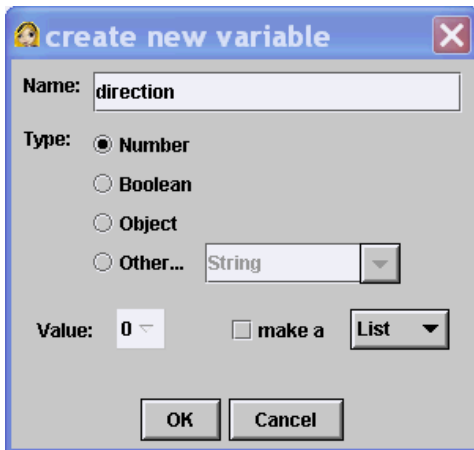 create new variable
Name: direction
Type: Number
Boolean
Object
Other... String
Value: 0 make a List
OK Cancel